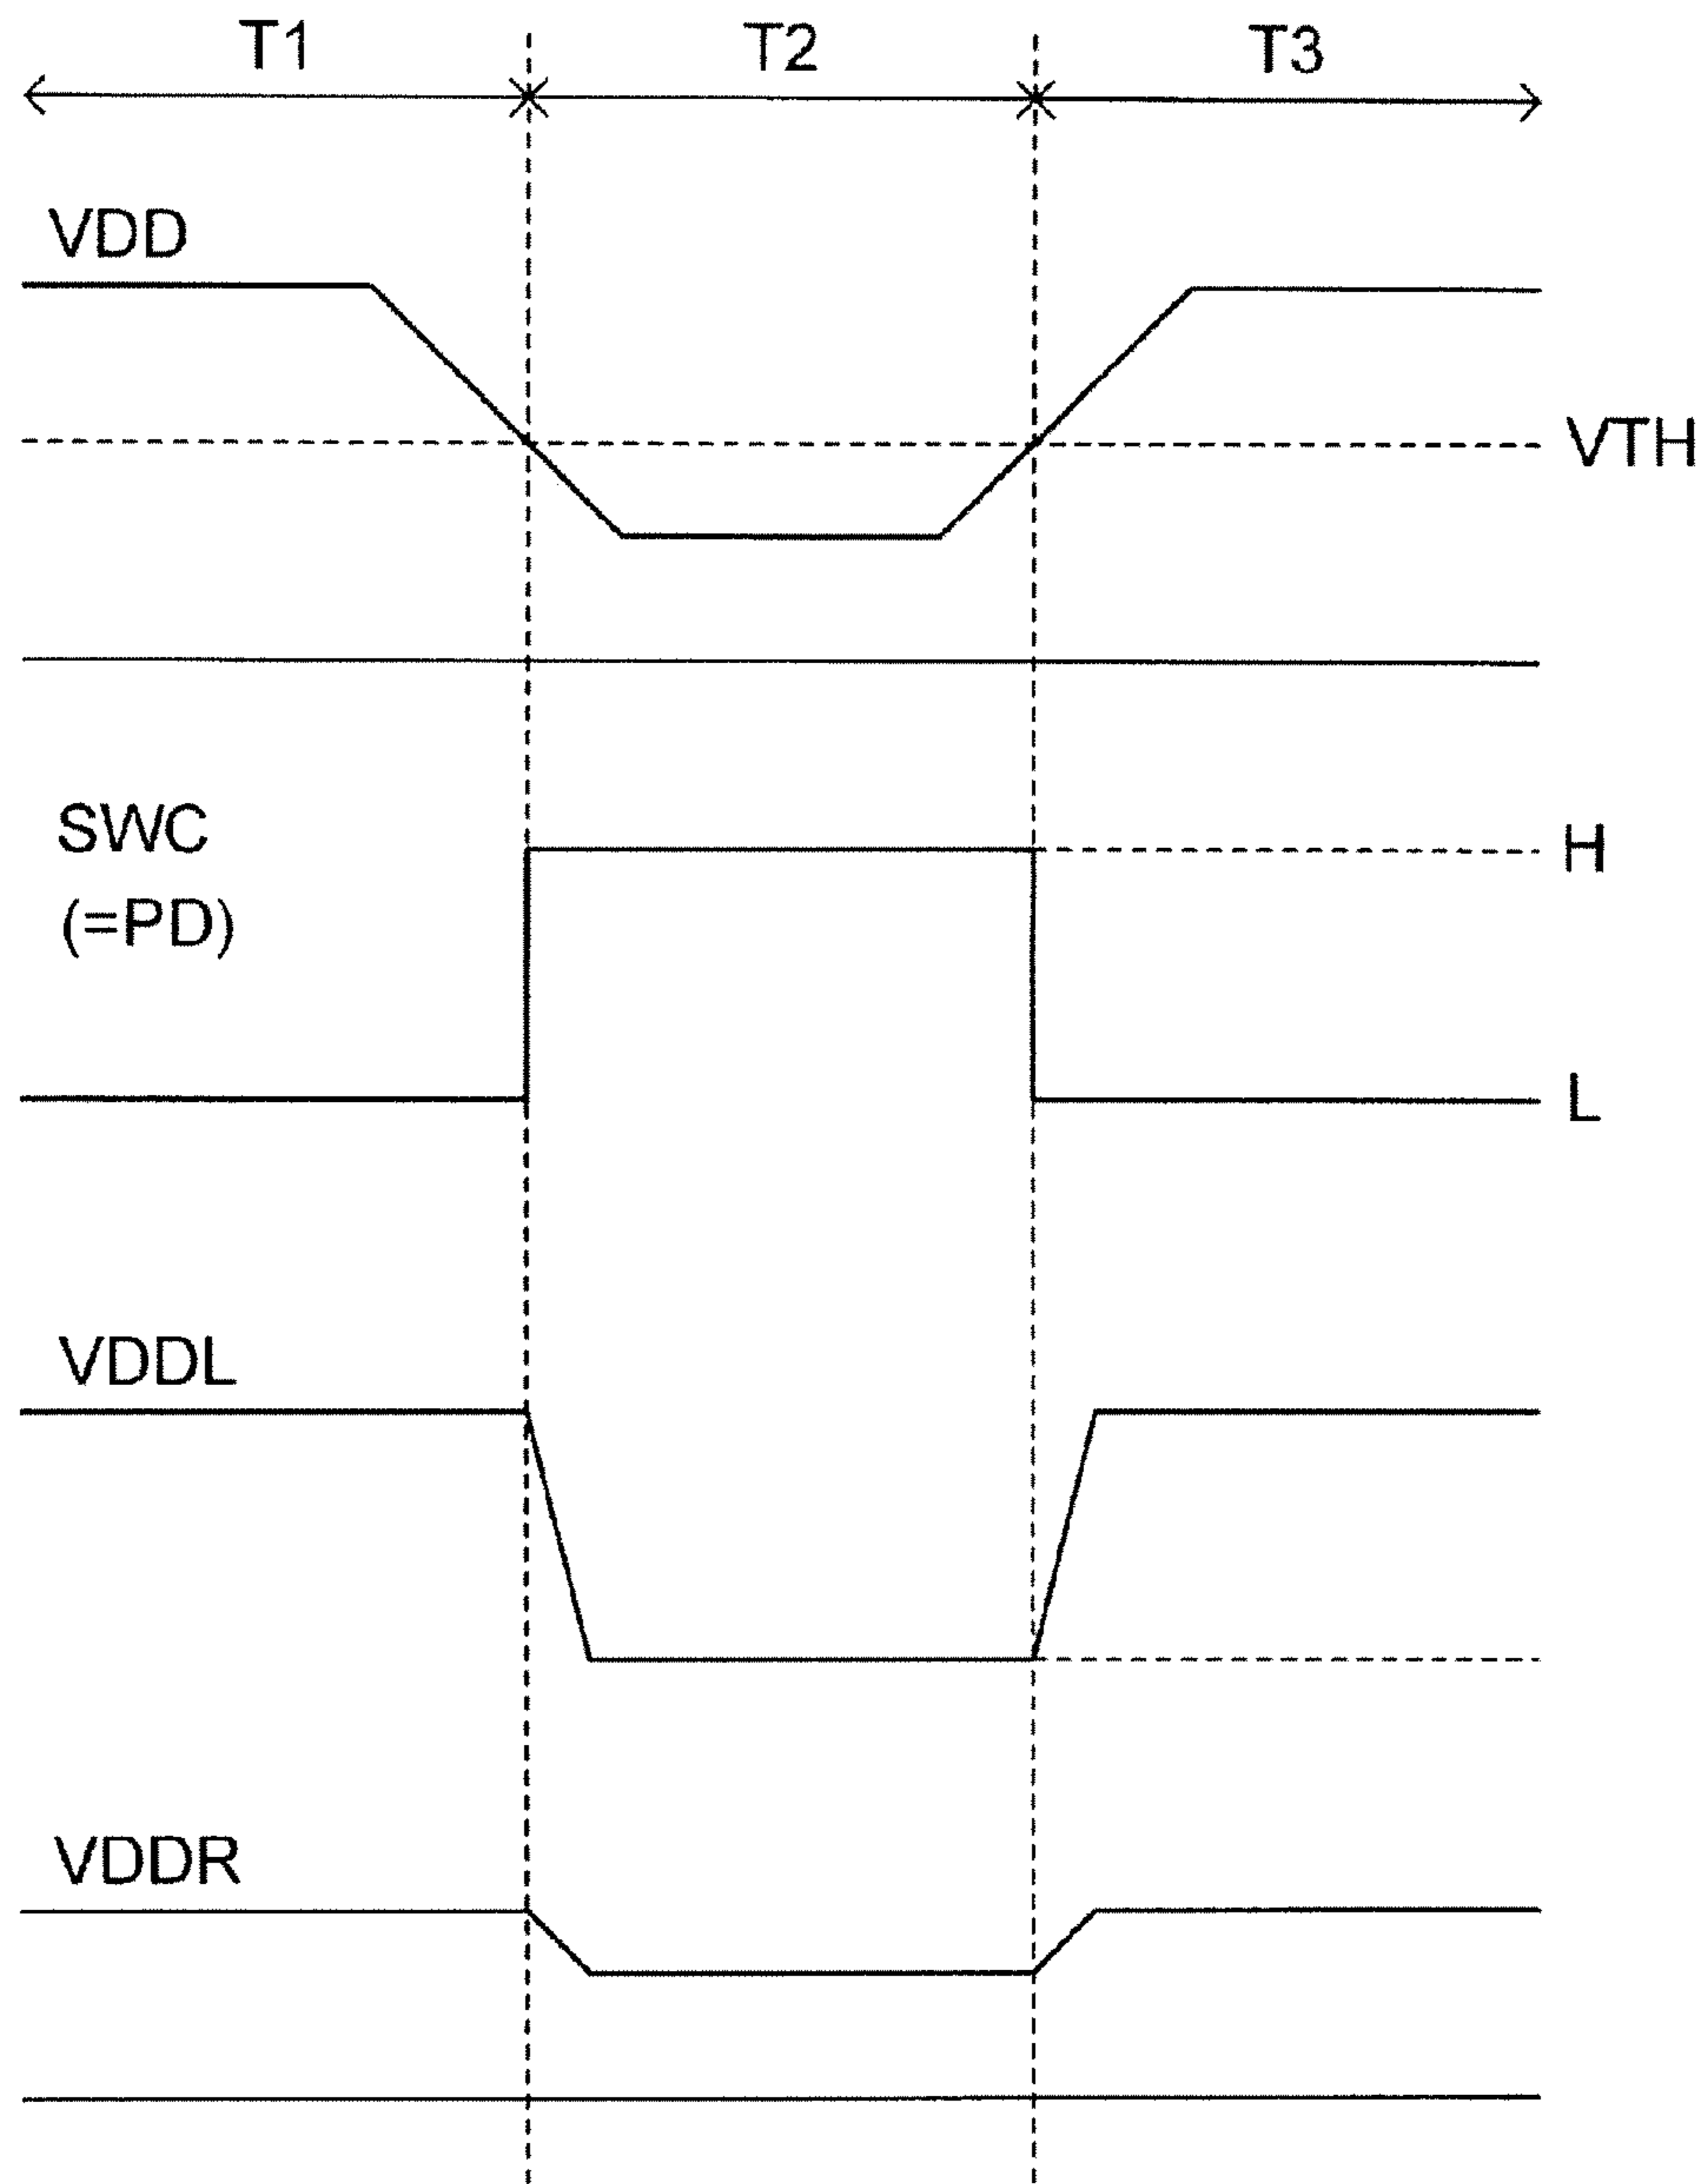 T1 T2 T3
VDD
VTH
SWC
H
(=PD)
L
VDDL
VDDR